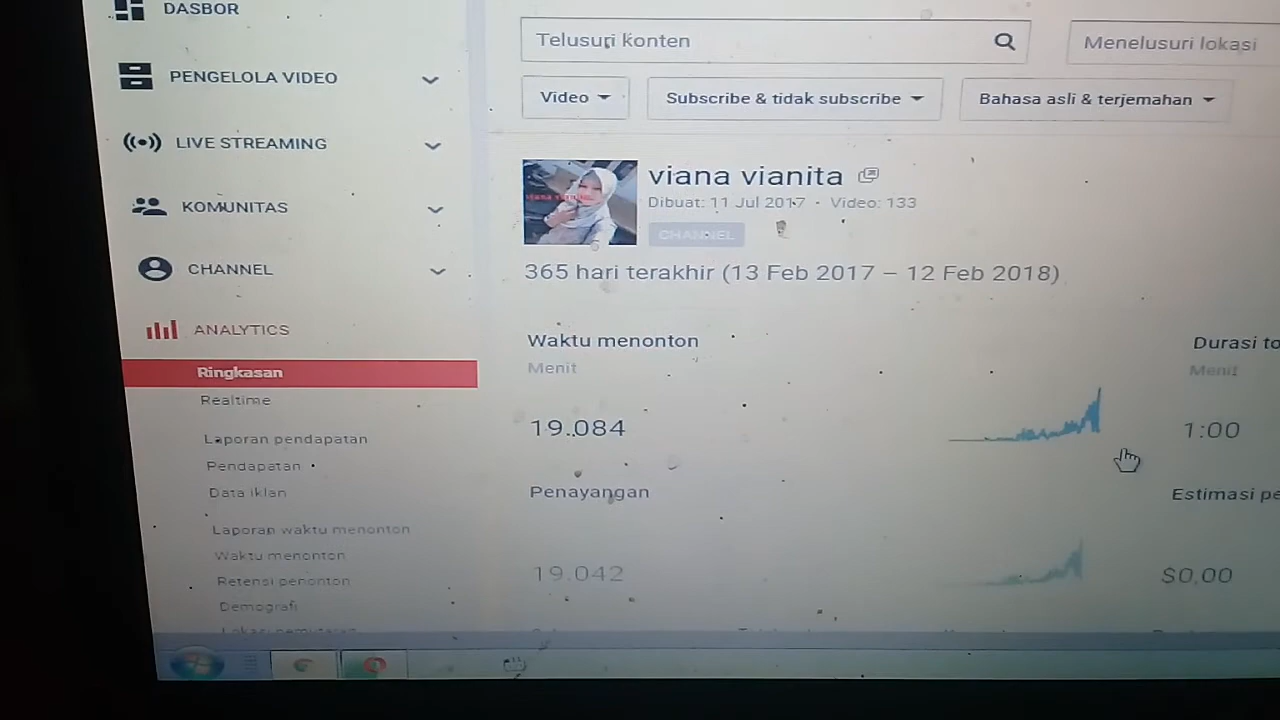 DASBOR
PENGELOLA VIDEO
LIVE STREAMING
KOMUNITAS
CHANNEL
ANALYTICS
Ringkasan
Realtime
Laporan pendapatan
Pendapatan
Data iklan
Laporan waktu menonton
Waktu menonton
Retensi penonton
Demografi
Lokasi pemutaran
Telusuri konten
Menelusuri lokasi
Video
Subscribe & tidak subscribe
Bahasa asli & terjemahan
viana vianita
Dibuat: 11 Jul 2017 • Video: 133
CHANNEL
365 hari terakhir (13 Feb 2017 – 12 Feb 2018)
Waktu menonton
Menit
19.084
Durasi to
Menit
1:00
Penayangan
19.042
Estimasi pe
$0,00